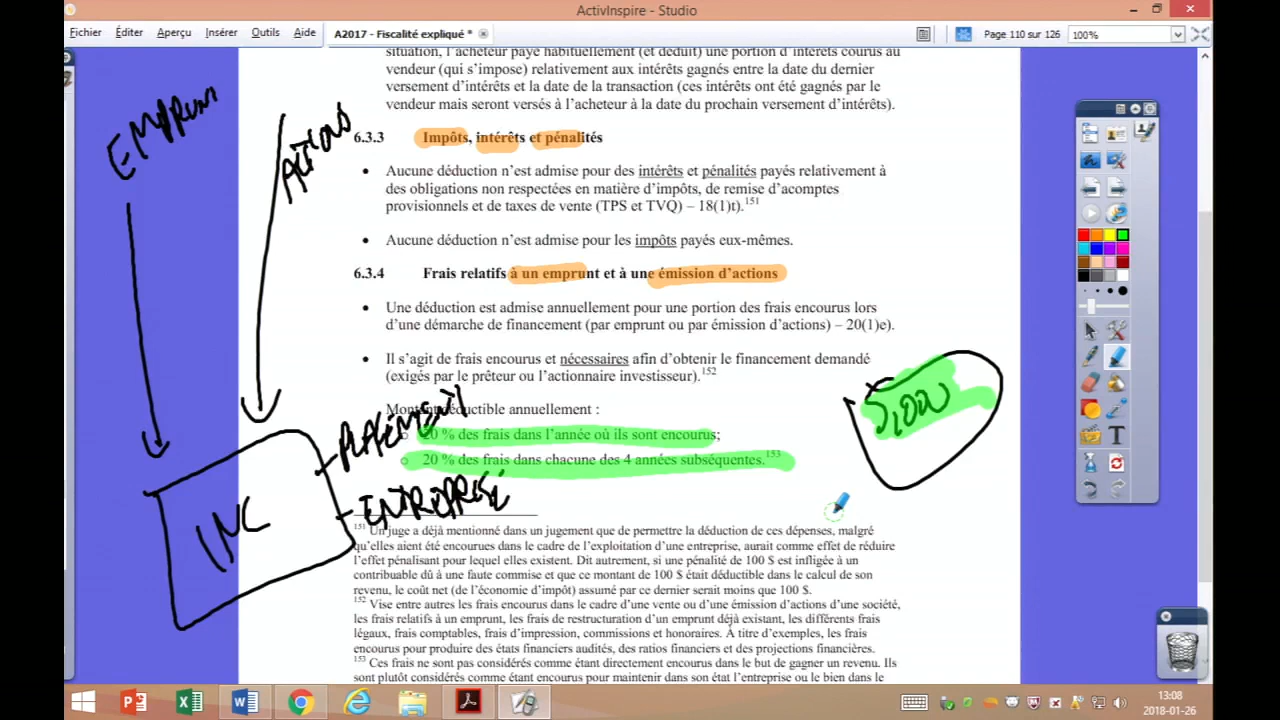 ActivInspire - Studio
Fichier Éditer Aperçu Insérer Outils Aide
A2017 - Fiscalité expliqué *
Page 110 sur 126
100%
situation, l'acheteur paye habituellement (et déduit) une portion d'intérêts courus au
vendeur (qui s'impose) relativement aux intérêts gagnés entre la date du dernier
versement d'intérêts et la date de la transaction (ces intérêts ont été gagnés par le
vendeur mais seront versés à l'acheteur à la date du prochain versement d'intérêts).
EMPRUNT
ACTIONS
6.3.3 Impôts, intérêts et pénalités
• Aucune déduction n'est admise pour des intérêts et pénalités payés relativement à
des obligations non respectées en matière d'impôts, de remise d'acomptes
provisionnels et de taxes de vente (TPS et TVQ) – 18(1)t).151
• Aucune déduction n'est admise pour les impôts payés eux-mêmes.
6.3.4 Frais relatifs à un emprunt et à une émission d'actions
• Une déduction est admise annuellement pour une portion des frais encourus lors
d'une démarche de financement (par emprunt ou par émission d'actions) – 20(1)e).
• Il s'agit de frais encourus et nécessaires afin d'obtenir le financement demandé
(exigés par le prêteur ou l'actionnaire investisseur).152
5,000
Montant déductible annuellement :
o 20 % des frais dans l'année où ils sont encourus;
o 20 % des frais dans chacune des 4 années subséquentes.153
PLACEMENT
ENTREPRISE
INC
151 Un juge a déjà mentionné dans un jugement que de permettre la déduction de ces dépenses, malgré
qu'elles aient été encourues dans le cadre de l'exploitation d'une entreprise, aurait comme effet de réduire
l'effet pénalisant pour lequel elles existent. Dit autrement, si une pénalité de 100 $ est infligée à un
contribuable dû à une faute commise et que ce montant de 100 $ était déductible dans le calcul de son
revenu, le coût net (de l'économie d'impôt) assumé par ce dernier serait moins que 100 $.
152 Vise entre autres les frais encourus dans le cadre d'une vente ou d'une émission d'actions d'une société,
les frais relatifs à un emprunt, les frais de restructuration d'un emprunt déjà existant, les différents frais
légaux, frais comptables, frais d'impression, commissions et honoraires. À titre d'exemples, les frais
encourus pour produire des états financiers audités, des ratios financiers et des projections financières.
153 Ces frais ne sont pas considérés comme étant directement encourus dans le but de gagner un revenu. Ils
sont plutôt considérés comme étant encourus pour maintenir dans son état l'entreprise ou le bien dans le
13:08
2018-01-26